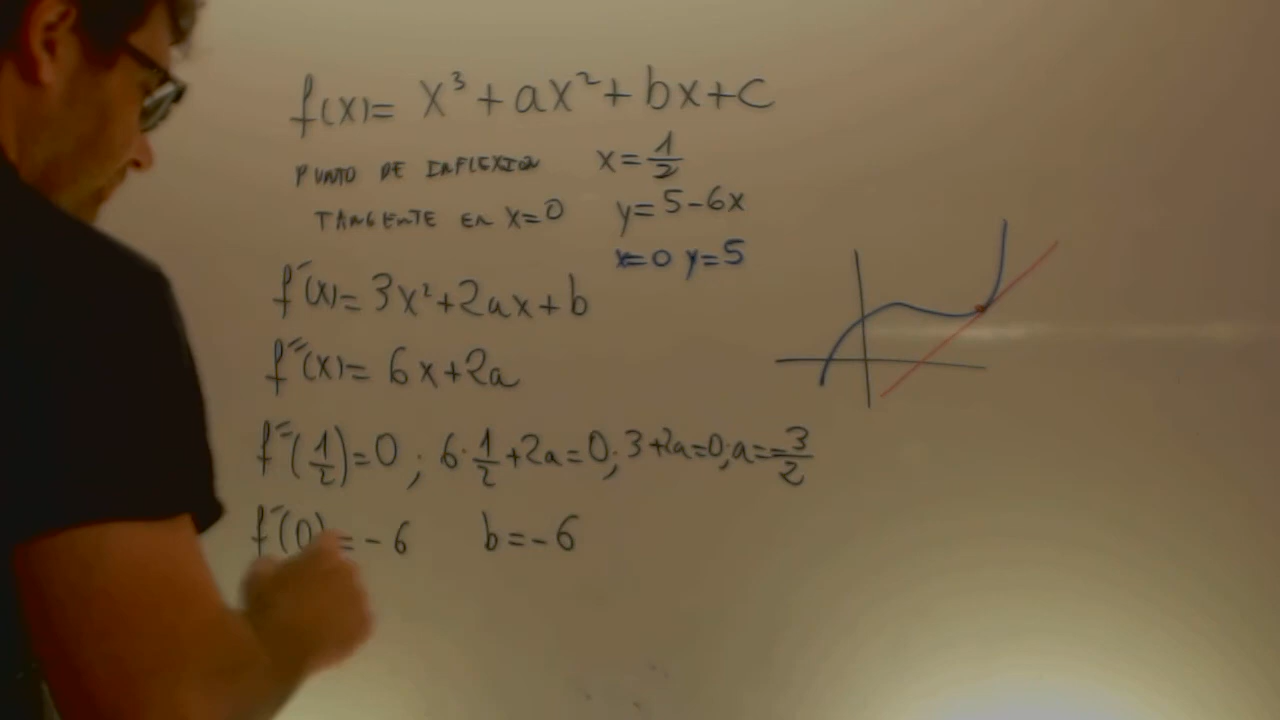 f(x)= x³+ax²+bx+c
PUNTO DE INFLEXION x=1/2
TANGENTE EN x=0 y=5-6x
x=0 y=5
f'(x)=3x²+2ax+b
f''(x)=6x+2a
f''(1/2)=0; 6·1/2+2a=0; 3+2a=0; a=-3/2
f'(0)=-6 b=-6